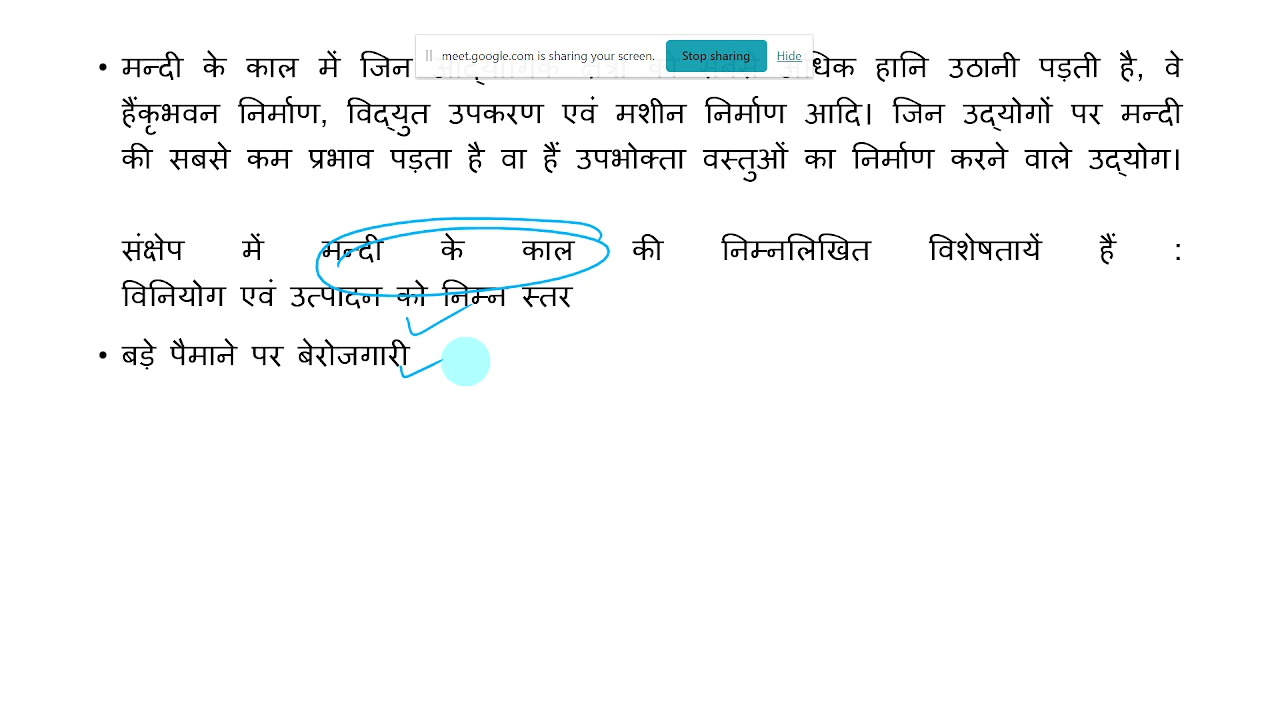 meet.google.com is sharing your screen. Stop sharing Hide
• मन्दी के काल में जिन धिक हानि उठानी पड़ती है, वे
हैंकृभवन निर्माण, विद्युत उपकरण एवं मशीन निर्माण आदि। जिन उद्योगों पर मन्दी
की सबसे कम प्रभाव पड़ता है वा हैं उपभोक्ता वस्तुओं का निर्माण करने वाले उद्योग।
संक्षेप में मन्दी के काल की निम्नलिखित विशेषतायें हैं :
विनियोग एवं उत्पादन को निम्न स्तर
• बड़े पैमाने पर बेरोजगारी